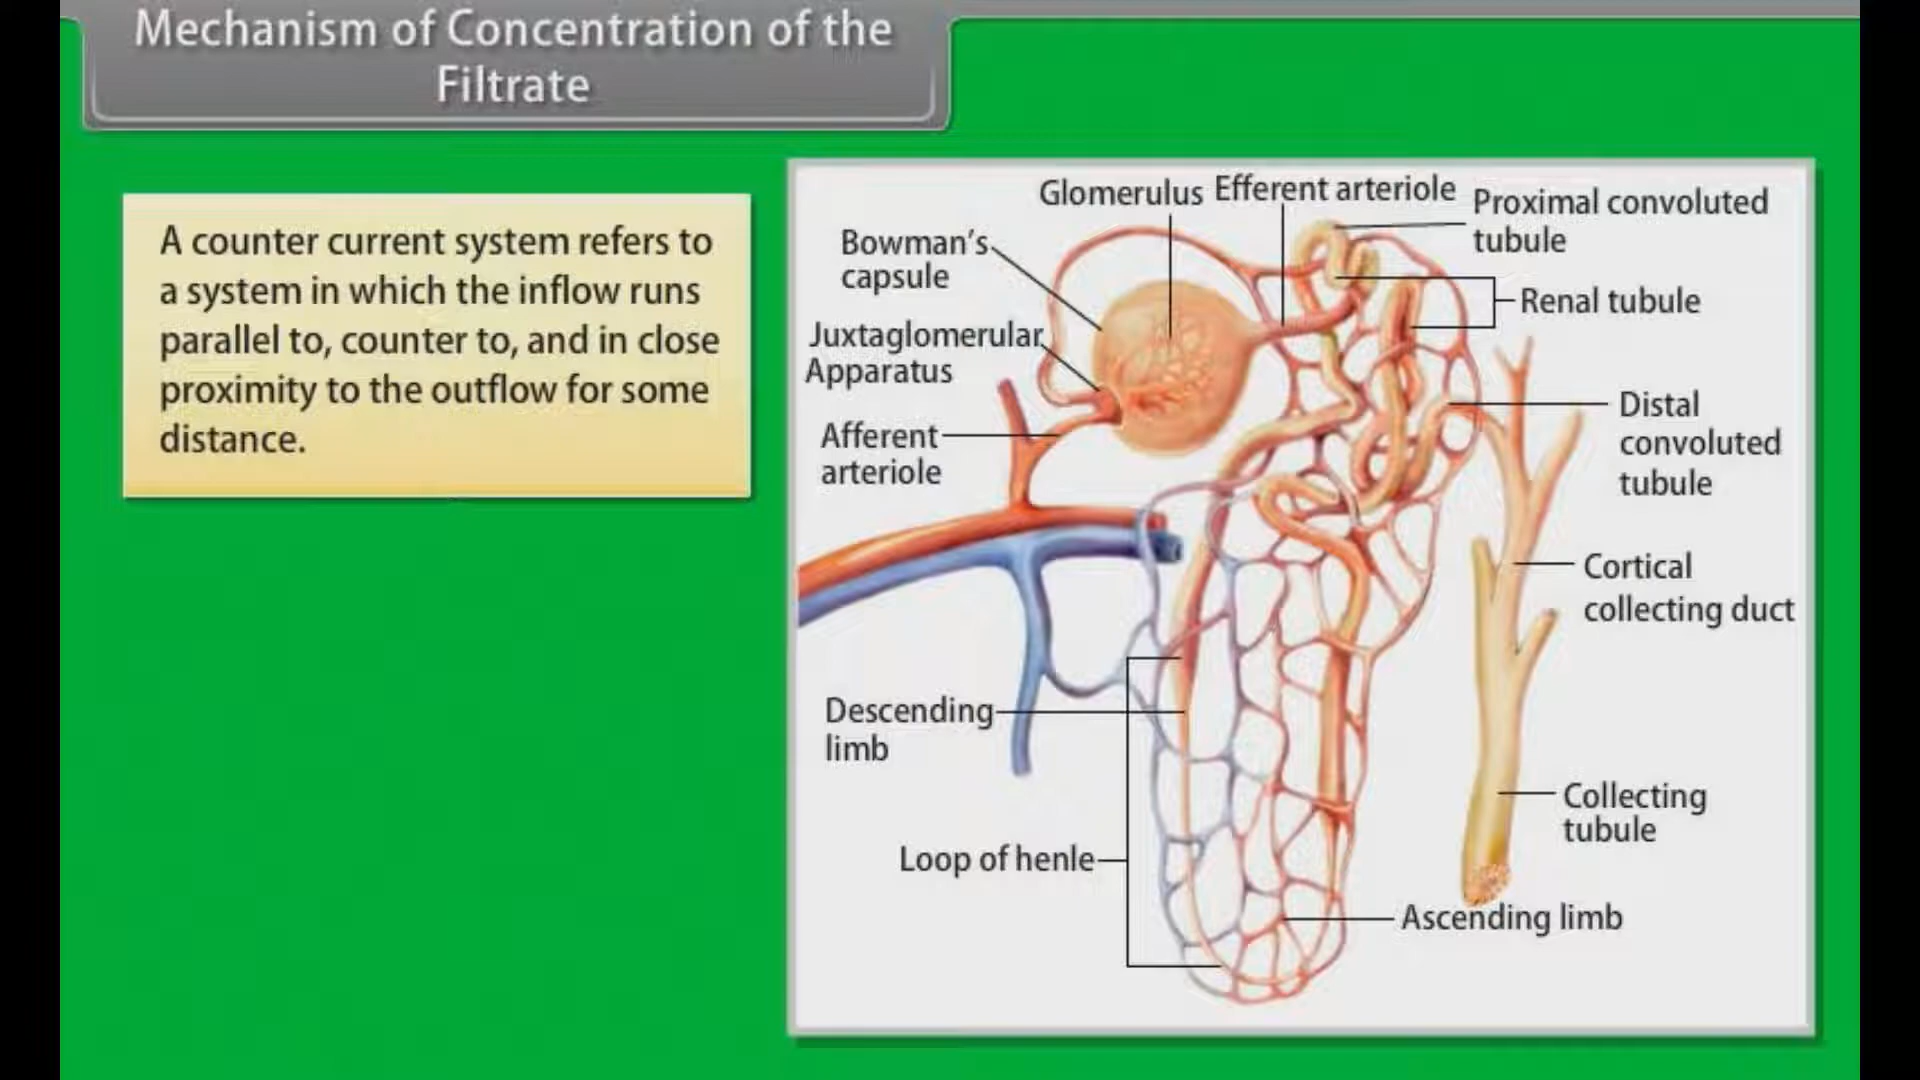 Mechanism of Concentration of the
Filtrate
A counter current system refers to
a system in which the inflow runs
parallel to, counter to, and in close
proximity to the outflow for some
distance.
Glomerulus
Efferent arteriole
Proximal convoluted
tubule
Bowman's
capsule
Renal tubule
Juxtaglomerular
Apparatus
Distal
convoluted
tubule
Afferent
arteriole
Cortical
collecting duct
Descending
limb
Collecting
tubule
Loop of henle
Ascending limb